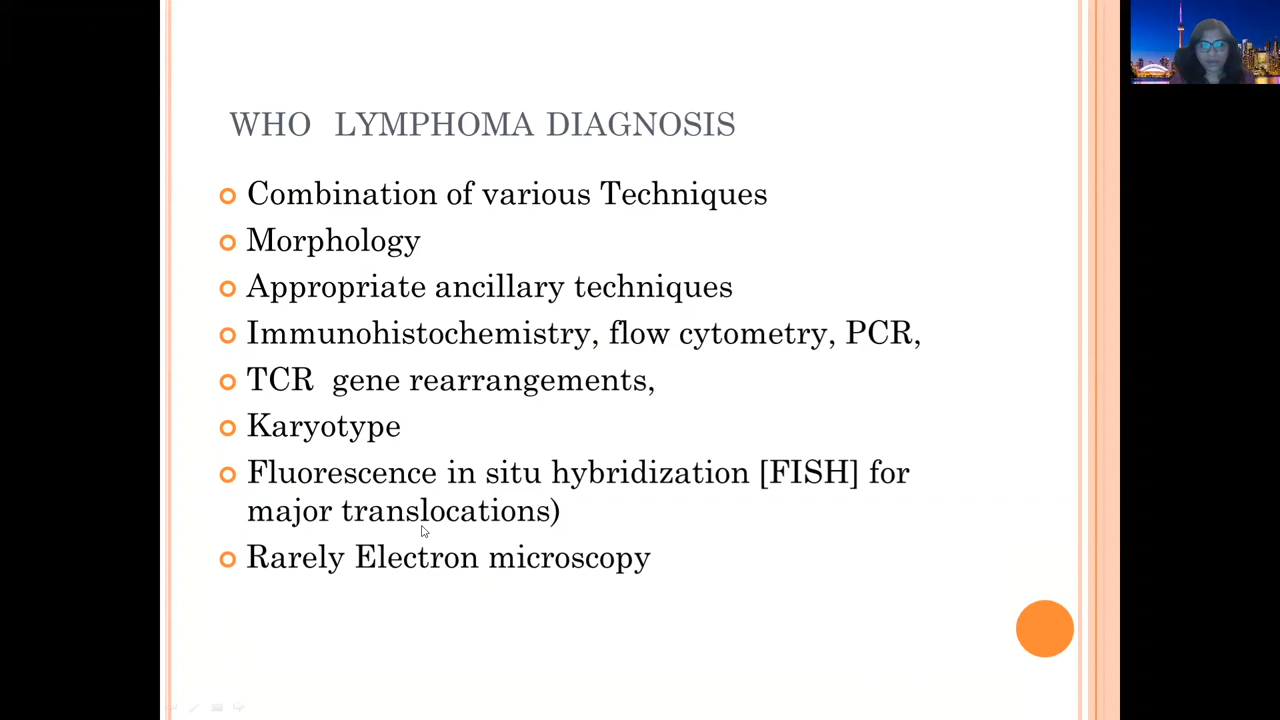 WHO LYMPHOMA DIAGNOSIS
Combination of various Techniques
Morphology
Appropriate ancillary techniques
Immunohistochemistry, flow cytometry, PCR,
TCR gene rearrangements,
Karyotype
Fluorescence in situ hybridization [FISH] for
major translocations)
Rarely Electron microscopy